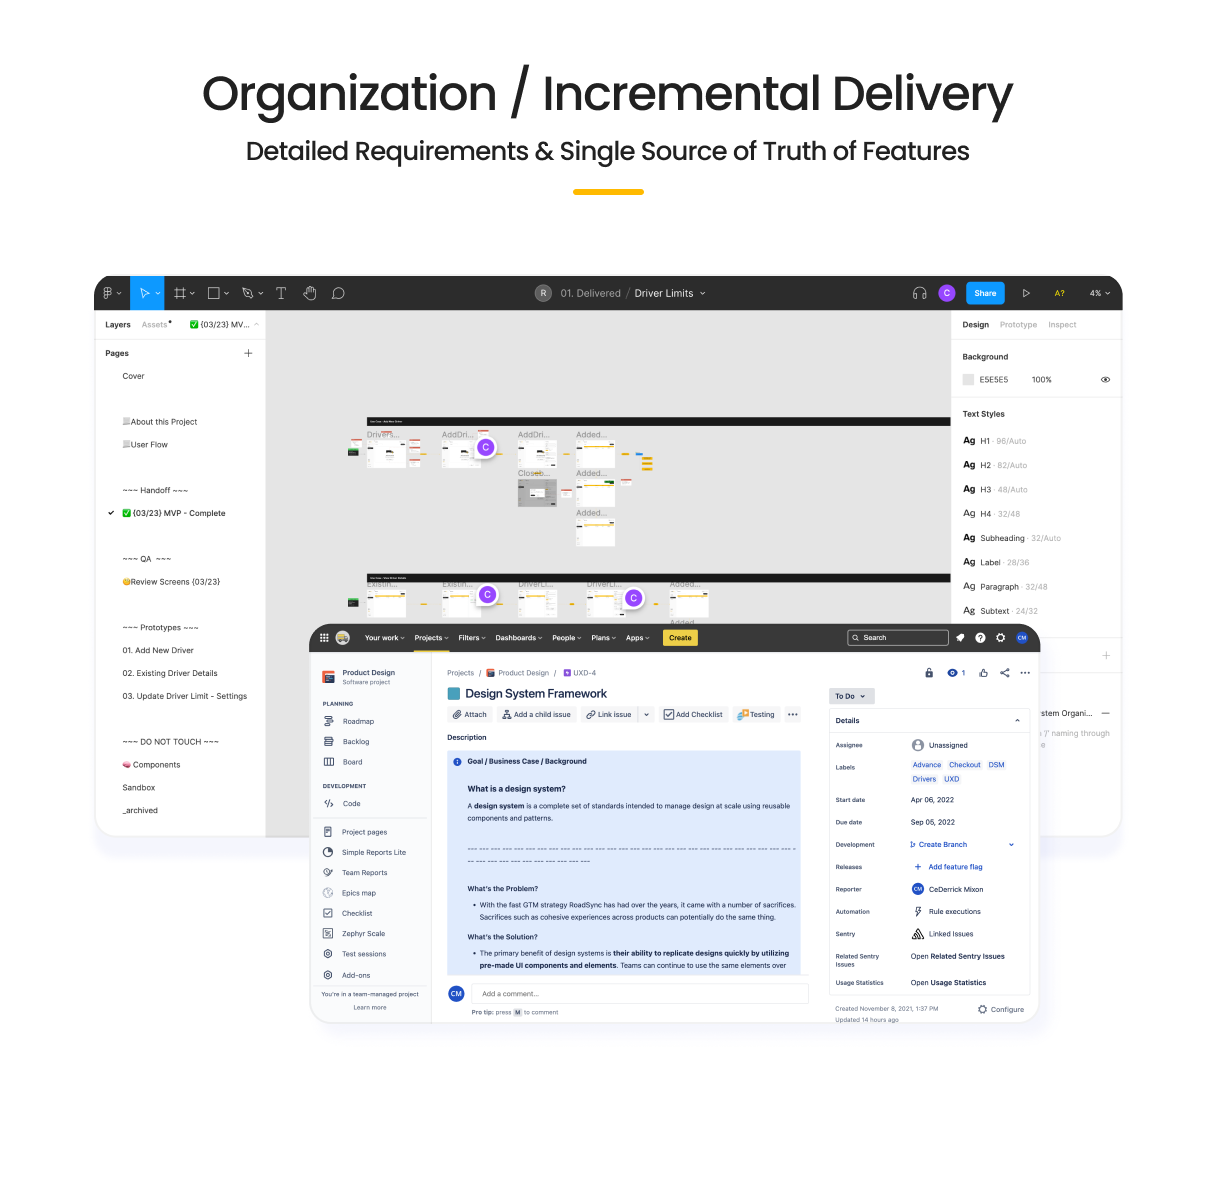 Organization / Incremental Delivery
Detailed Requirements & Single Source of Truth of Features
R 01. Delivered / Driver Limits
C Share A? 4%
Layers Assets ✅ {03/23} MV...
Pages
Cover
About this Project
User Flow
~~~ Handoff ~~~
✅ {03/23} MVP - Complete
~~~ QA ~~~
Review Screens {03/23}
~~~ Prototypes ~~~
01. Add New Driver
02. Existing Driver Details
03. Update Driver Limit - Settings
~~~ DO NOT TOUCH ~~~
Components
Sandbox
_archived
Use Case - Add New Driver
Drivers... AddDri... AddDri... Added...
C
Closeb... Added...
Added...
Existin... Existin... DriverLi... DriverLi... Added...
C C
Added
Design Prototype Inspect
Background
E5E5E5 100%
Text Styles
Ag H1 · 96/Auto
Ag H2 · 82/Auto
Ag H3 · 48/Auto
Ag H4 · 32/48
Ag Subheading · 32/Auto
Ag Label · 28/36
Ag Paragraph · 32/48
Ag Subtext · 24/32
stem Organi...
'/' naming through
e
Your work Projects Filters Dashboards People Plans Apps Create Search CM
Product Design
Software project
PLANNING
Roadmap
Backlog
Board
DEVELOPMENT
Code
Project pages
Simple Reports Lite
Team Reports
Epics map
Checklist
Zephyr Scale
Test sessions
Add-ons
You're in a team-managed project
Learn more
Projects / Product Design / UXD-4
1
Design System Framework
Attach Add a child issue Link issue Add Checklist Testing
Description
Goal / Business Case / Background
What is a design system?
A design system is a complete set of standards intended to manage design at scale using reusable
components and patterns.
--- --- --- --- --- --- --- --- --- --- --- --- --- --- --- --- --- --- --- --- --- --- --- --- --- --- --- --- -
-- --- --- --- --- --- --- --- --- --- ---
What's the Problem?
• With the fast GTM strategy RoadSync has had over the years, it came with a number of sacrifices.
Sacrifices such as cohesive experiences across products can potentially do the same thing.
What's the Solution?
• The primary benefit of design systems is their ability to replicate designs quickly by utilizing
pre-made UI components and elements. Teams can continue to use the same elements over
CM Add a comment...
Pro tip: press M to comment
To Do
Details
Assignee Unassigned
Labels Advance Checkout DSM
Drivers UXD
Start date Apr 06, 2022
Due date Sep 05, 2022
Development Create Branch
Releases + Add feature flag
Reporter CM CeDerrick Mixon
Automation Rule executions
Sentry Linked Issues
Related Sentry Issues Open Related Sentry Issues
Usage Statistics Open Usage Statistics
Created November 8, 2021, 1:37 PM Configure
Updated 14 hours ago